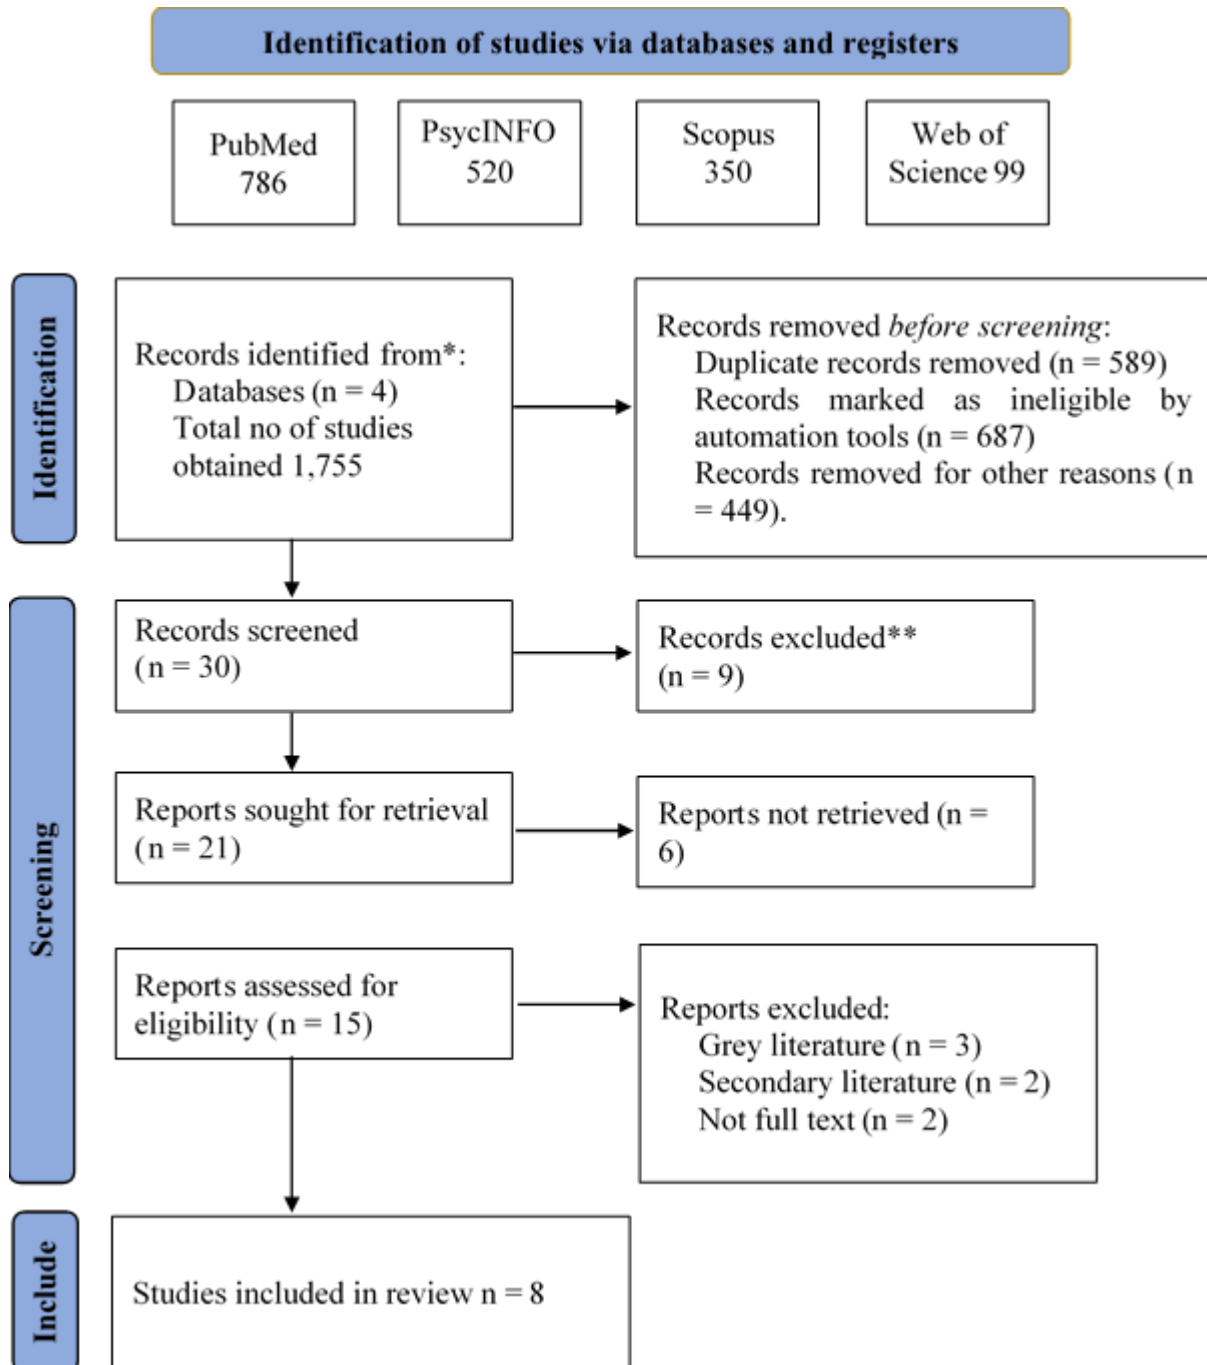 Identification of studies via databases and registers
PubMed
786
PsycINFO
520
Scopus
350
Web of
Science 99
Identification
Records identified from*:
Databases (n = 4)
Total no of studies
obtained 1,755
Records removed before screening:
Duplicate records removed (n = 589)
Records marked as ineligible by
automation tools (n = 687)
Records removed for other reasons (n
= 449).
Screening
Records screened
(n = 30)
Records excluded**
(n = 9)
Reports sought for retrieval
(n = 21)
Reports not retrieved (n =
6)
Reports assessed for
eligibility (n = 15)
Reports excluded:
Grey literature (n = 3)
Secondary literature (n = 2)
Not full text (n = 2)
Include
Studies included in review n = 8